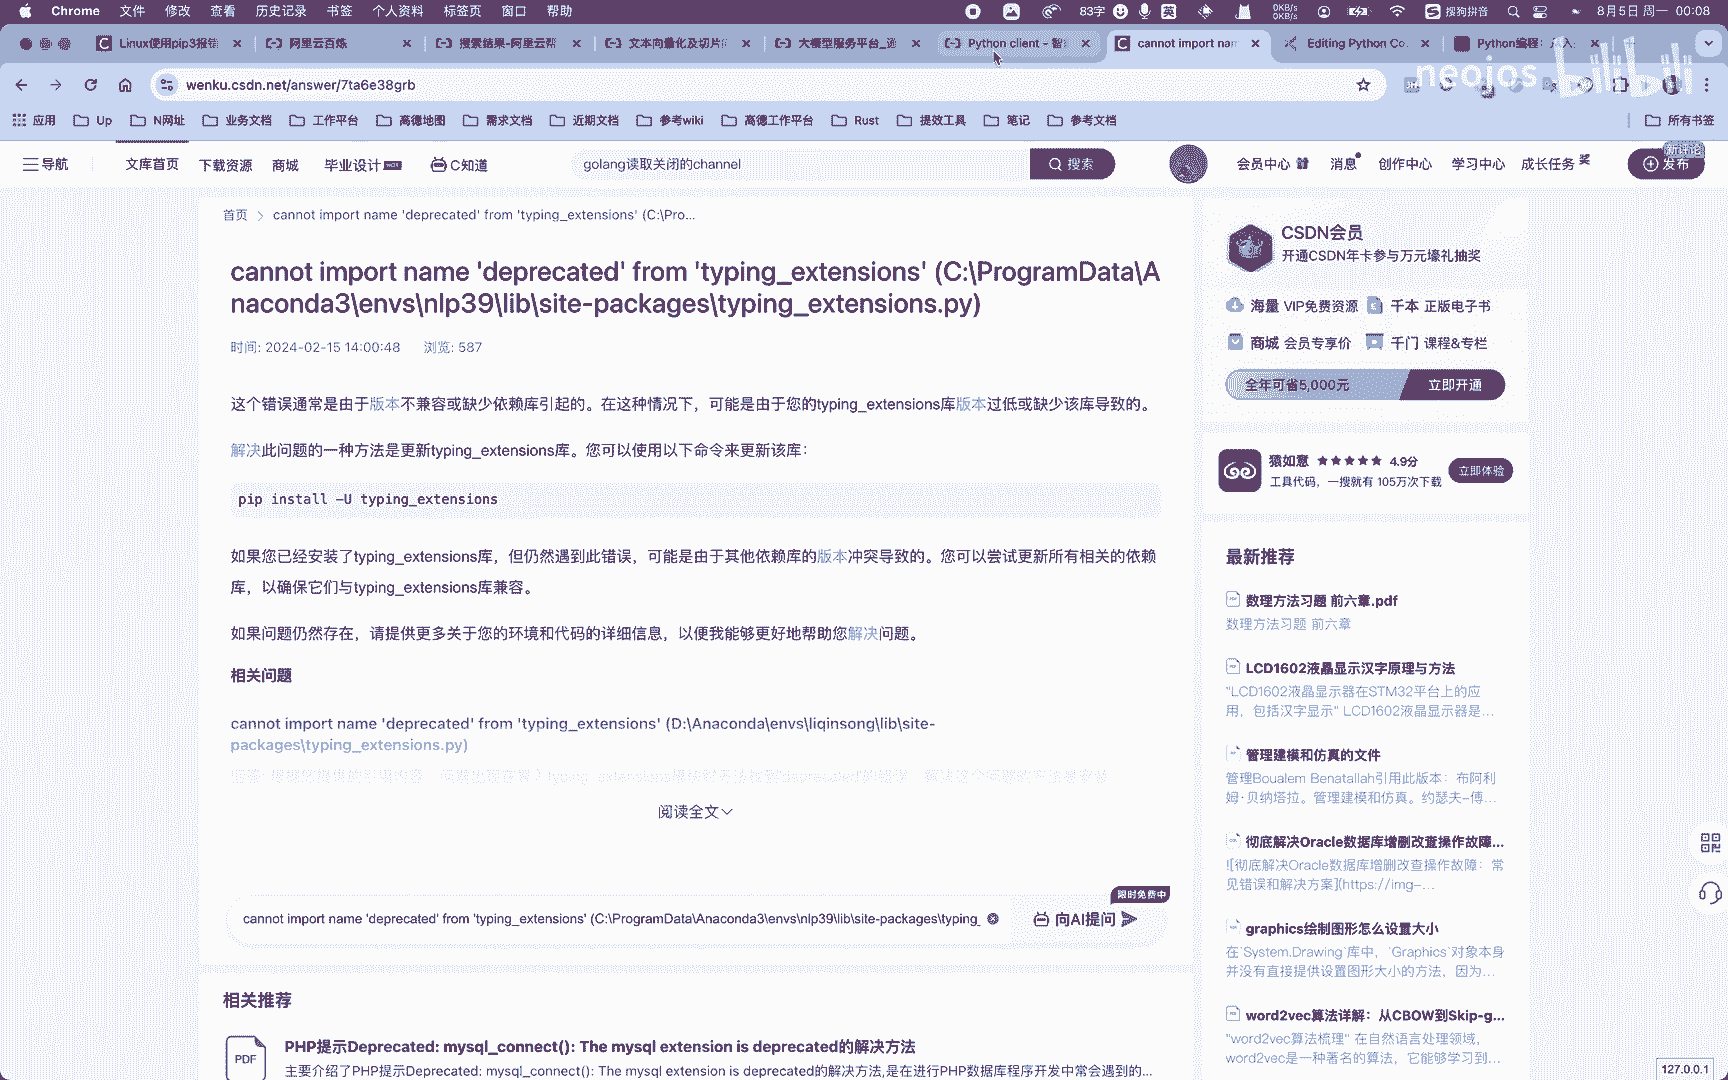 Chrome 文件 修改 查看 历史记录 书签 个人资料 标签页 窗口 帮助 83字 英 0KB/s 0KB/s 搜狗拼音 8月5日 周一 00:08
Linux使用pip3报错 阿里云百炼 搜索结果-阿里云帮 文本向量化及切片 大模型服务平台 Python client - 智 cannot import nam Editing Python Co Python编程：从入
neojos bilibili
wenku.csdn.net/answer/7ta6e38grb
应用 Up N网址 业务文档 工作平台 高德地图 需求文档 近期文档 参考wiki 高德工作平台 Rust 提效工具 笔记 参考文档 所有书签
导航 文库首页 下载资源 商城 毕业设计 C知道 golang读取关闭的channel 搜索 会员中心 消息 创作中心 学习中心 成长任务 奖 新评论 发布
首页 > cannot import name 'deprecated' from 'typing_extensions' (C:\Pro...
cannot import name 'deprecated' from 'typing_extensions' (C:\ProgramData\A
naconda3\envs\nlp39\lib\site-packages\typing_extensions.py)
时间: 2024-02-15 14:00:48 浏览: 587
这个错误通常是由于版本不兼容或缺少依赖库引起的。在这种情况下，可能是由于您的typing_extensions库版本过低或缺少该库导致的。
解决此问题的一种方法是更新typing_extensions库。您可以使用以下命令来更新该库：
pip install -U typing_extensions
如果您已经安装了typing_extensions库，但仍然遇到此错误，可能是由于其他依赖库的版本冲突导致的。您可以尝试更新所有相关的依赖
库，以确保它们与typing_extensions库兼容。
如果问题仍然存在，请提供更多关于您的环境和代码的详细信息，以便我能够更好地帮助您解决问题。
相关问题
cannot import name 'deprecated' from 'typing_extensions' (D:\Anaconda\envs\liqinsong\lib\site-
packages\typing_extensions.py)
阅读全文
限时免费中
cannot import name 'deprecated' from 'typing_extensions' (C:\ProgramData\Anaconda3\envs\nlp39\lib\site-packages\typing_ 向AI提问
相关推荐
PDF
PHP提示Deprecated: mysql_connect(): The mysql extension is deprecated的解决方法
主要介绍了PHP提示Deprecated: mysql_connect(): The mysql extension is deprecated的解决方法,是在进行PHP数据库程序开发中常会遇到的...
CSDN会员
开通CSDN年卡参与万元壕礼抽奖
海量 VIP免费资源 千本 正版电子书
商城 会员专享价 千门 课程&专栏
全年可省5,000元 立即开通
猿如意 ★★★★★ 4.9分
工具代码，一搜就有 105万次下载
立即体验
最新推荐
数理方法习题 前六章.pdf
数理方法习题 前六章
LCD1602液晶显示汉字原理与方法
"LCD1602液晶显示器在STM32平台上的应
用，包括汉字显示" LCD1602液晶显示器是...
管理建模和仿真的文件
管理Boualem Benatallah引用此版本：布阿利
姆·贝纳塔拉。管理建模和仿真。约瑟夫-傅...
彻底解决Oracle数据库增删改查操作故障...
![彻底解决Oracle数据库增删改查操作故障：常
见错误和解决方案](https://img-...
graphics绘制图形怎么设置大小
在`System.Drawing`库中，`Graphics`对象本身
并没有直接提供设置图形大小的方法，因为...
word2vec算法详解：从CBOW到Skip-g...
"word2vec算法梳理" 在自然语言处理领域，
word2vec是一种著名的算法，它能够学习到...
127.0.0.1